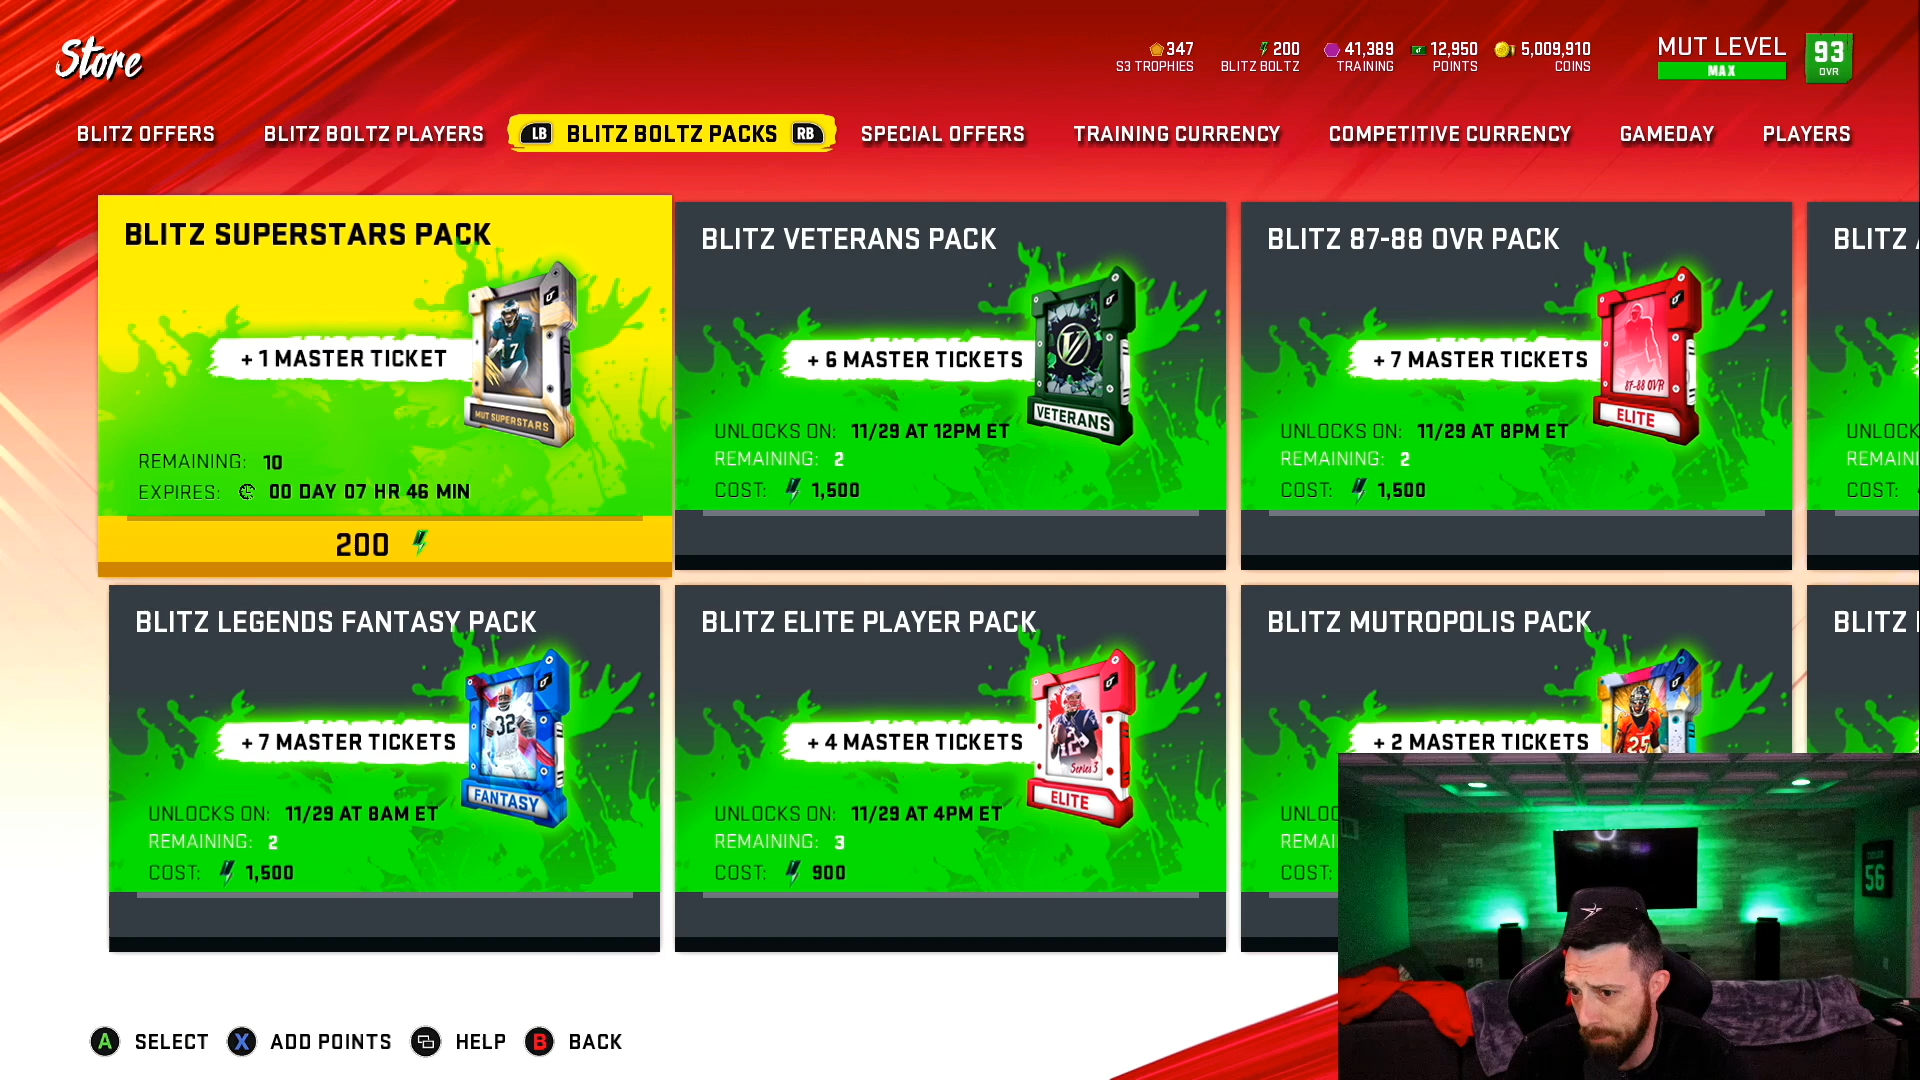 Store
347
S3 TROPHIES
200
BLITZ BOLTZ
41,389
TRAINING
12,950
POINTS
5,009,910
COINS
MUT LEVEL
MAX
93
OVR
BLITZ OFFERS
BLITZ BOLTZ PLAYERS
LB
BLITZ BOLTZ PACKS
RB
SPECIAL OFFERS
TRAINING CURRENCY
COMPETITIVE CURRENCY
GAMEDAY
PLAYERS
BLITZ SUPERSTARS PACK
+ 1 MASTER TICKET
17
MUT SUPERSTARS
REMAINING: 10
EXPIRES: 00 DAY 07 HR 46 MIN
200
BLITZ VETERANS PACK
+ 6 MASTER TICKETS
V
VETERANS
UNLOCKS ON: 11/29 AT 12PM ET
REMAINING: 2
COST: 1,500
BLITZ 87-88 OVR PACK
+ 7 MASTER TICKETS
87-88 OVR
ELITE
UNLOCKS ON: 11/29 AT 8PM ET
REMAINING: 2
COST: 1,500
BLITZ
UNLOCK
REMAIN
COST:
BLITZ LEGENDS FANTASY PACK
+ 7 MASTER TICKETS
32
FANTASY
UNLOCKS ON: 11/29 AT 8AM ET
REMAINING: 2
COST: 1,500
BLITZ ELITE PLAYER PACK
+ 4 MASTER TICKETS
12
Series 3
ELITE
UNLOCKS ON: 11/29 AT 4PM ET
REMAINING: 3
COST: 900
BLITZ MUTROPOLIS PACK
+ 2 MASTER TICKETS
25
UNLO
REMAI
COST:
BLITZ
56
A SELECT
X ADD POINTS
HELP
B BACK